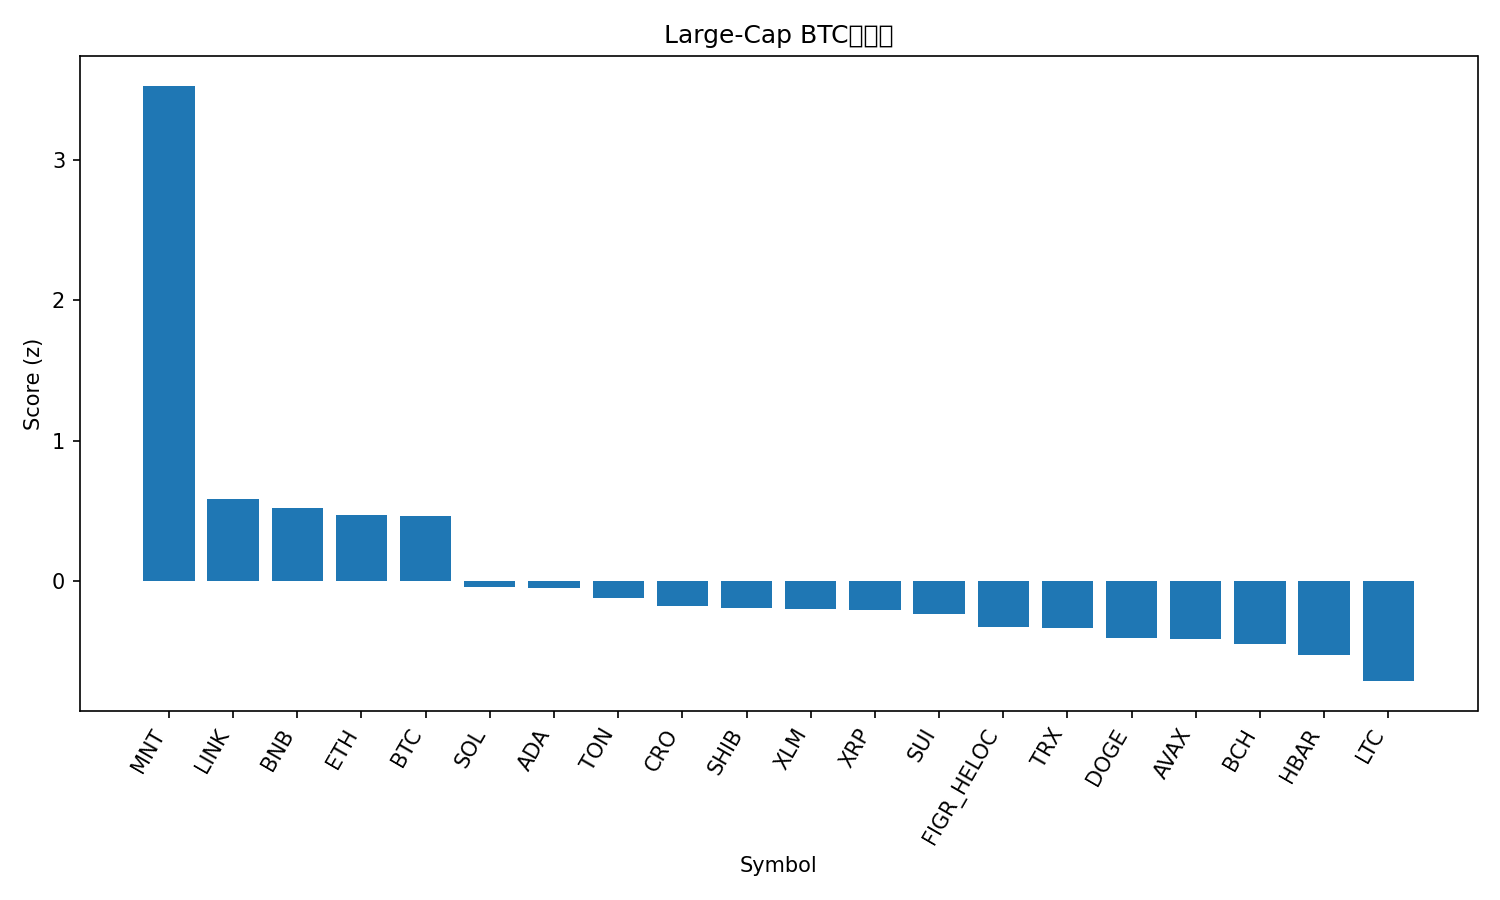 Large-Cap BTC
Score (z)
3
2
1
0
MNT
LINK
BNB
ETH
BTC
SOL
ADA
TON
CRO
SHIB
XLM
XRP
SUI
FIGR_HELOC
TRX
DOGE
AVAX
BCH
HBAR
LTC
Symbol